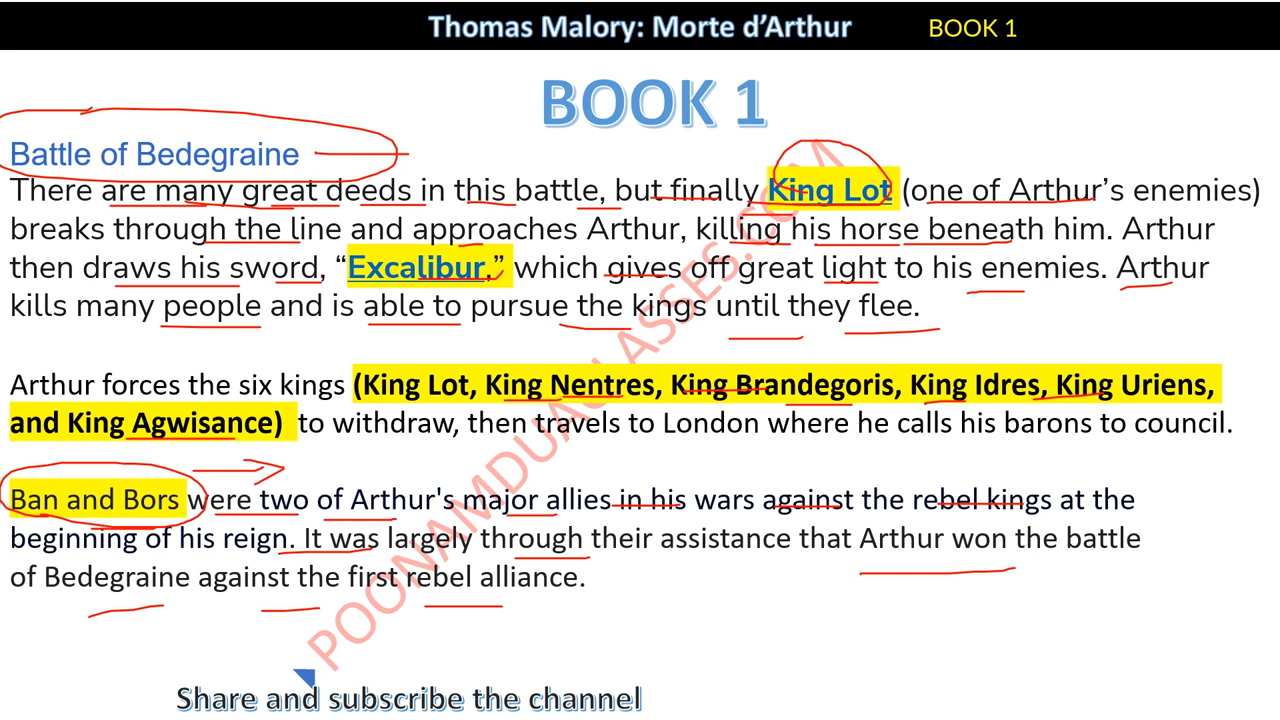 Thomas Malory: Morte d’Arthur BOOK 1
BOOK 1
Battle of Bedegraine
There are many great deeds in this battle, but finally King Lot (one of Arthur’s enemies)
breaks through the line and approaches Arthur, killing his horse beneath him. Arthur
then draws his sword, “Excalibur,” which gives off great light to his enemies. Arthur
kills many people and is able to pursue the kings until they flee.
Arthur forces the six kings (King Lot, King Nentres, King Brandegoris, King Idres, King Uriens,
and King Agwisance) to withdraw, then travels to London where he calls his barons to council.
Ban and Bors were two of Arthur's major allies in his wars against the rebel kings at the
beginning of his reign. It was largely through their assistance that Arthur won the battle
of Bedegraine against the first rebel alliance.
POONAMDUACLASSES.COM
Share and subscribe the channel